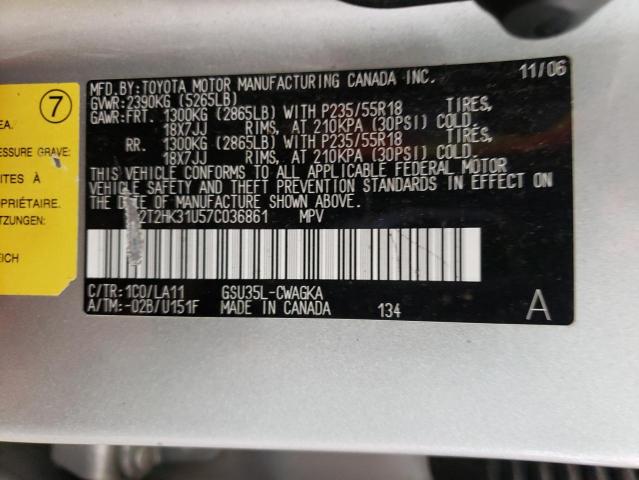 MFD.BY:TOYOTA MOTOR MANUFACTURING CANADA INC. 11/06
GVWR:2390KG (5265LB)
GAWR:FRT. 1300KG (2865LB) WITH P235/55R18 TIRES,
18X7JJ RIMS, AT 210KPA (30PSI) COLD.
RR. 1300KG (2865LB) WITH P235/55R18 TIRES,
18X7JJ RIMS, AT 210KPA (30PSI) COLD.
THIS VEHICLE CONFORMS TO ALL APPLICABLE FEDERAL MOTOR
VEHICLE SAFETY AND THEFT PREVENTION STANDARDS IN EFFECT ON
THE DATE OF MANUFACTURE SHOWN ABOVE.
2T2HK31U57C036861 MPV
C/TR:1C0/LA11 GSU35L-CWAGKA
A/TM:-02B/U151F MADE IN CANADA 134 A
7
EA.
ESSURE GRAVE:
ITES À
PRIÉTAIRE.
TZUNGEN.
EICH